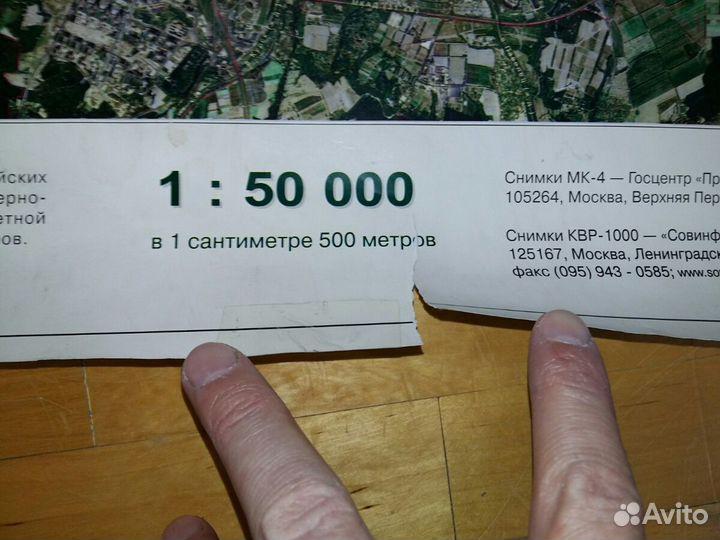 1 : 50 000
в 1 сантиметре 500 метров
Снимки МК-4 — Госцентр «Пр
105264, Москва, Верхняя Пер
Снимки КВР-1000 — «Совинф
125167, Москва, Ленинградск
факс (095) 943 - 0585; www.so
йских
ерно-
етной
ров.
Avito